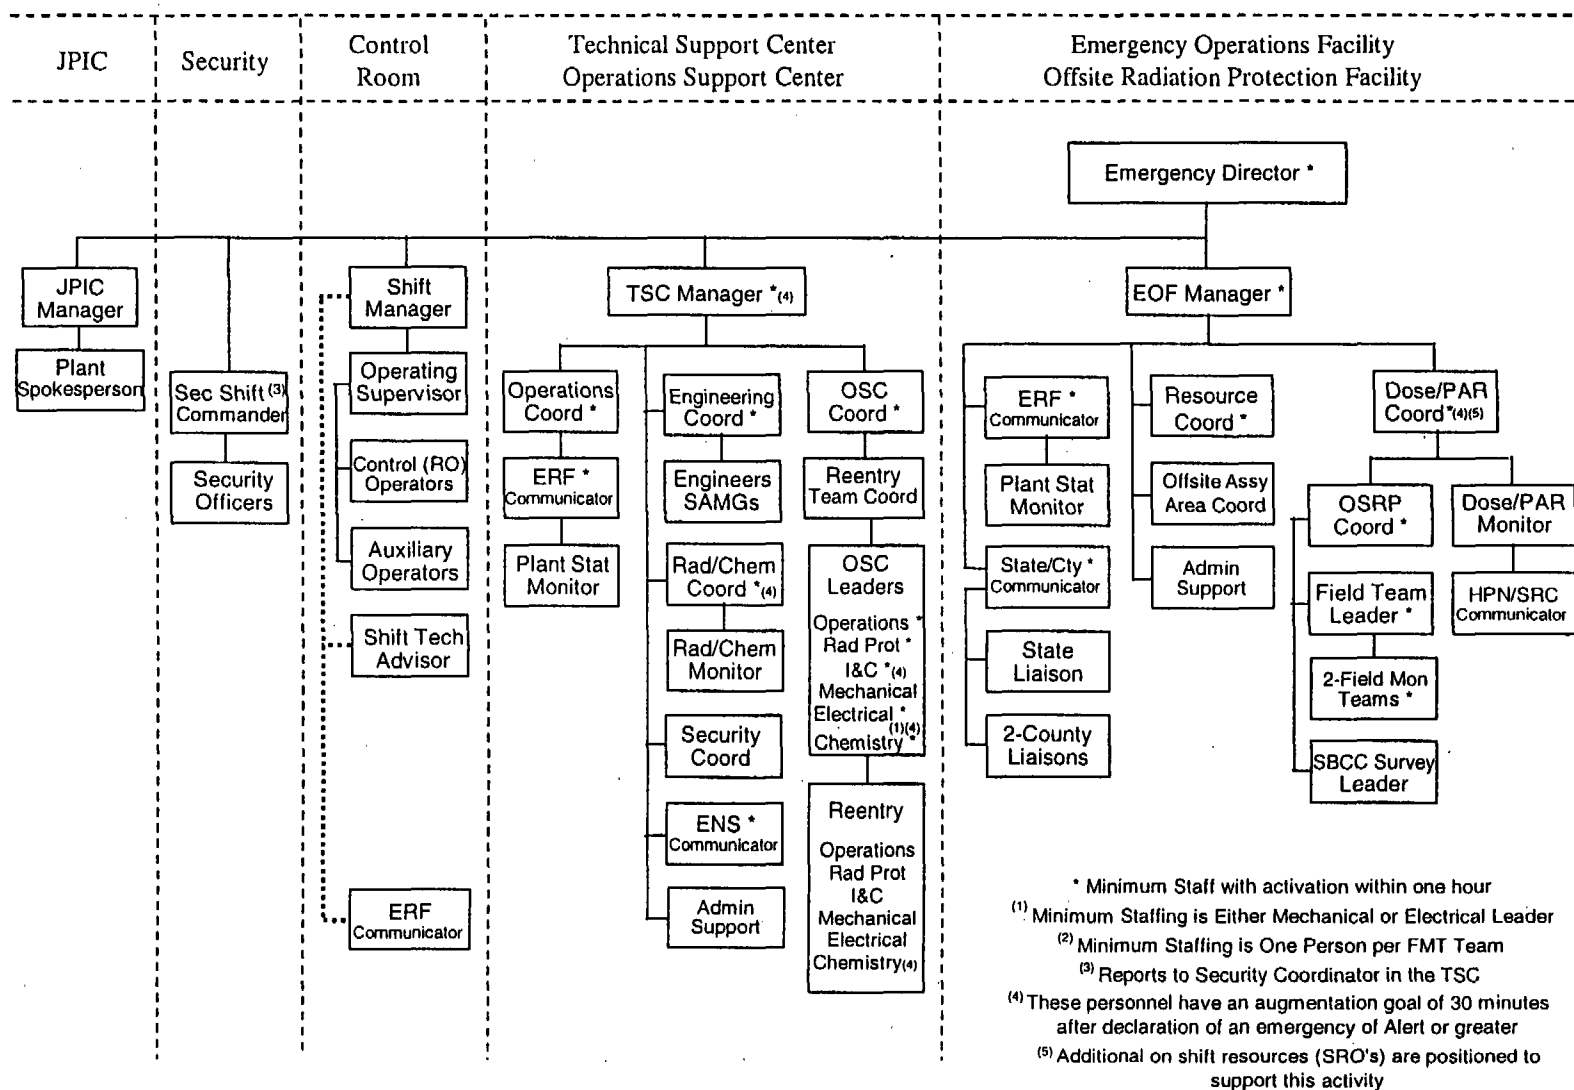 JPIC
Security
Control
Room
Technical Support Center
Operations Support Center
Emergency Operations Facility
Offsite Radiation Protection Facility
Emergency Director *
JPIC
Manager
Plant
Spokesperson
Sec Shift (3)
Commander
Security
Officers
Shift
Manager
Operating
Supervisor
Control (RO)
Operators
Auxiliary
Operators
Shift Tech
Advisor
ERF
Communicator
TSC Manager *(4)
Operations
Coord *
ERF *
Communicator
Plant Stat
Monitor
Engineering
Coord *
Engineers
SAMGs
Rad/Chem
Coord *(4)
Rad/Chem
Monitor
Security
Coord
ENS *
Communicator
Admin
Support
OSC
Coord *
Reentry
Team Coord
OSC
Leaders
Operations *
Rad Prot *
I&C *(4)
Mechanical
Electrical *
(1)(4)
Chemistry *
Reentry
Operations
Rad Prot
I&C
Mechanical
Electrical
Chemistry(4)
EOF Manager *
ERF *
Communicator
Plant Stat
Monitor
State/Cty *
Communicator
State
Liaison
2-County
Liaisons
Resource
Coord *
Offsite Assy
Area Coord
Admin
Support
Dose/PAR
Coord*(4)(5)
OSRP
Coord *
Field Team
Leader *
2-Field Mon
Teams *
SBCC Survey
Leader
Dose/PAR
Monitor
HPN/SRC
Communicator
* Minimum Staff with activation within one hour
(1) Minimum Staffing is Either Mechanical or Electrical Leader
(2) Minimum Staffing is One Person per FMT Team
(3) Reports to Security Coordinator in the TSC
(4) These personnel have an augmentation goal of 30 minutes
after declaration of an emergency of Alert or greater
(5) Additional on shift resources (SRO's) are positioned to
support this activity